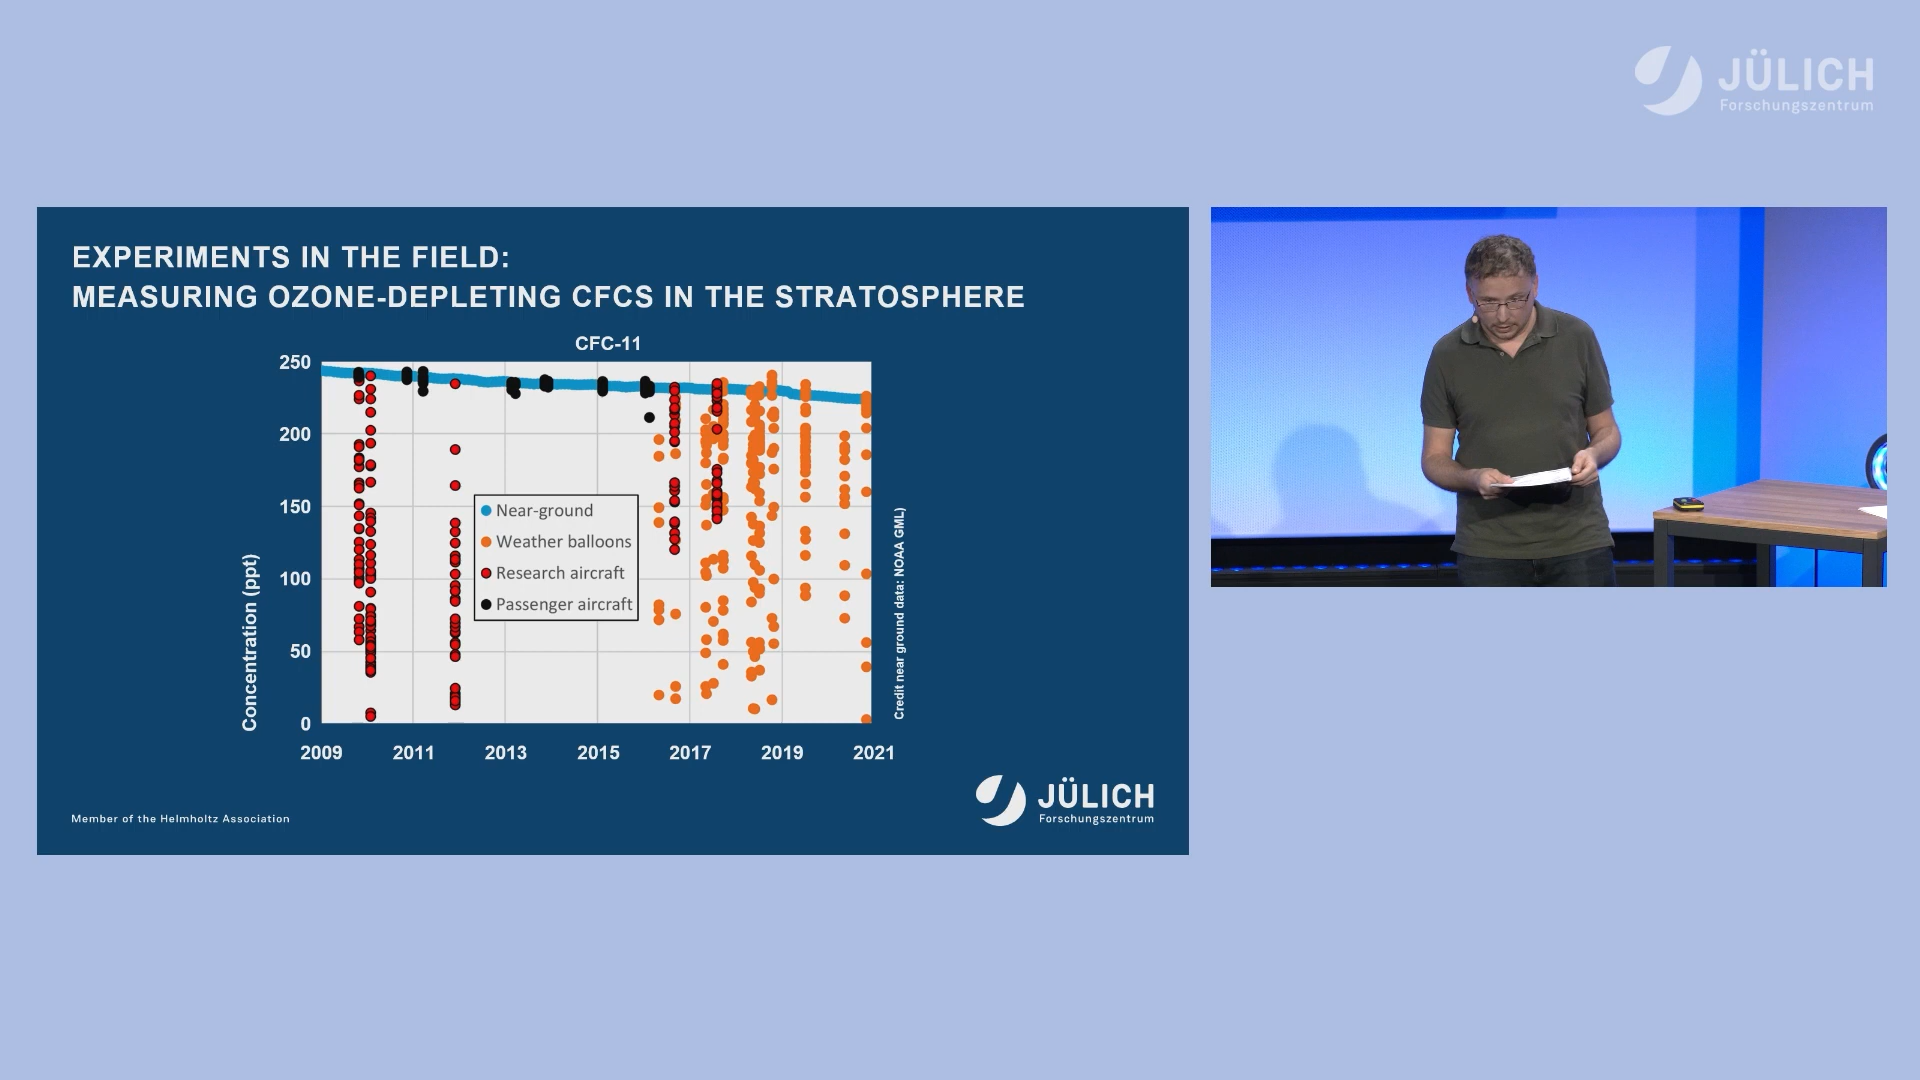 JÜLICH
Forschungszentrum
EXPERIMENTS IN THE FIELD:
MEASURING OZONE-DEPLETING CFCS IN THE STRATOSPHERE
CFC-11
Concentration (ppt)
250
200
150
100
50
0
Near-ground
Weather balloons
Research aircraft
Passenger aircraft
2009 2011 2013 2015 2017 2019 2021
Credit near ground data: NOAA GML)
Member of the Helmholtz Association
JÜLICH
Forschungszentrum